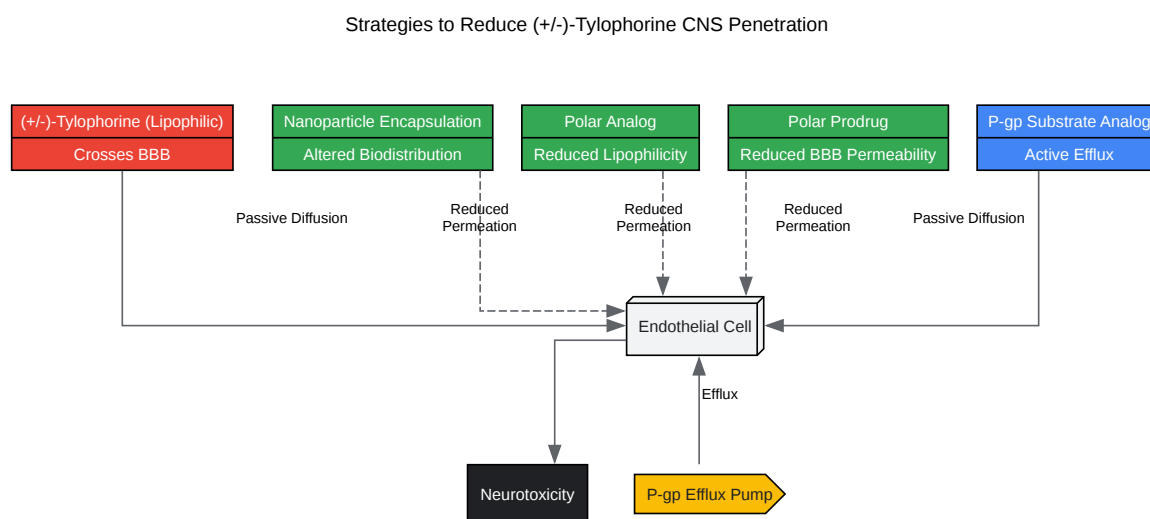 Strategies to Reduce (+/-)-Tylophorine CNS Penetration
(+/-)-Tylophorine (Lipophilic)
Crosses BBB
Nanoparticle Encapsulation
Altered Biodistribution
Polar Analog
Reduced Lipophilicity
Polar Prodrug
Reduced BBB Permeability
P-gp Substrate Analog
Active Efflux
Passive Diffusion
Reduced
Permeation
Reduced
Permeation
Reduced
Permeation
Passive Diffusion
Endothelial Cell
Efflux
Neurotoxicity
P-gp Efflux Pump